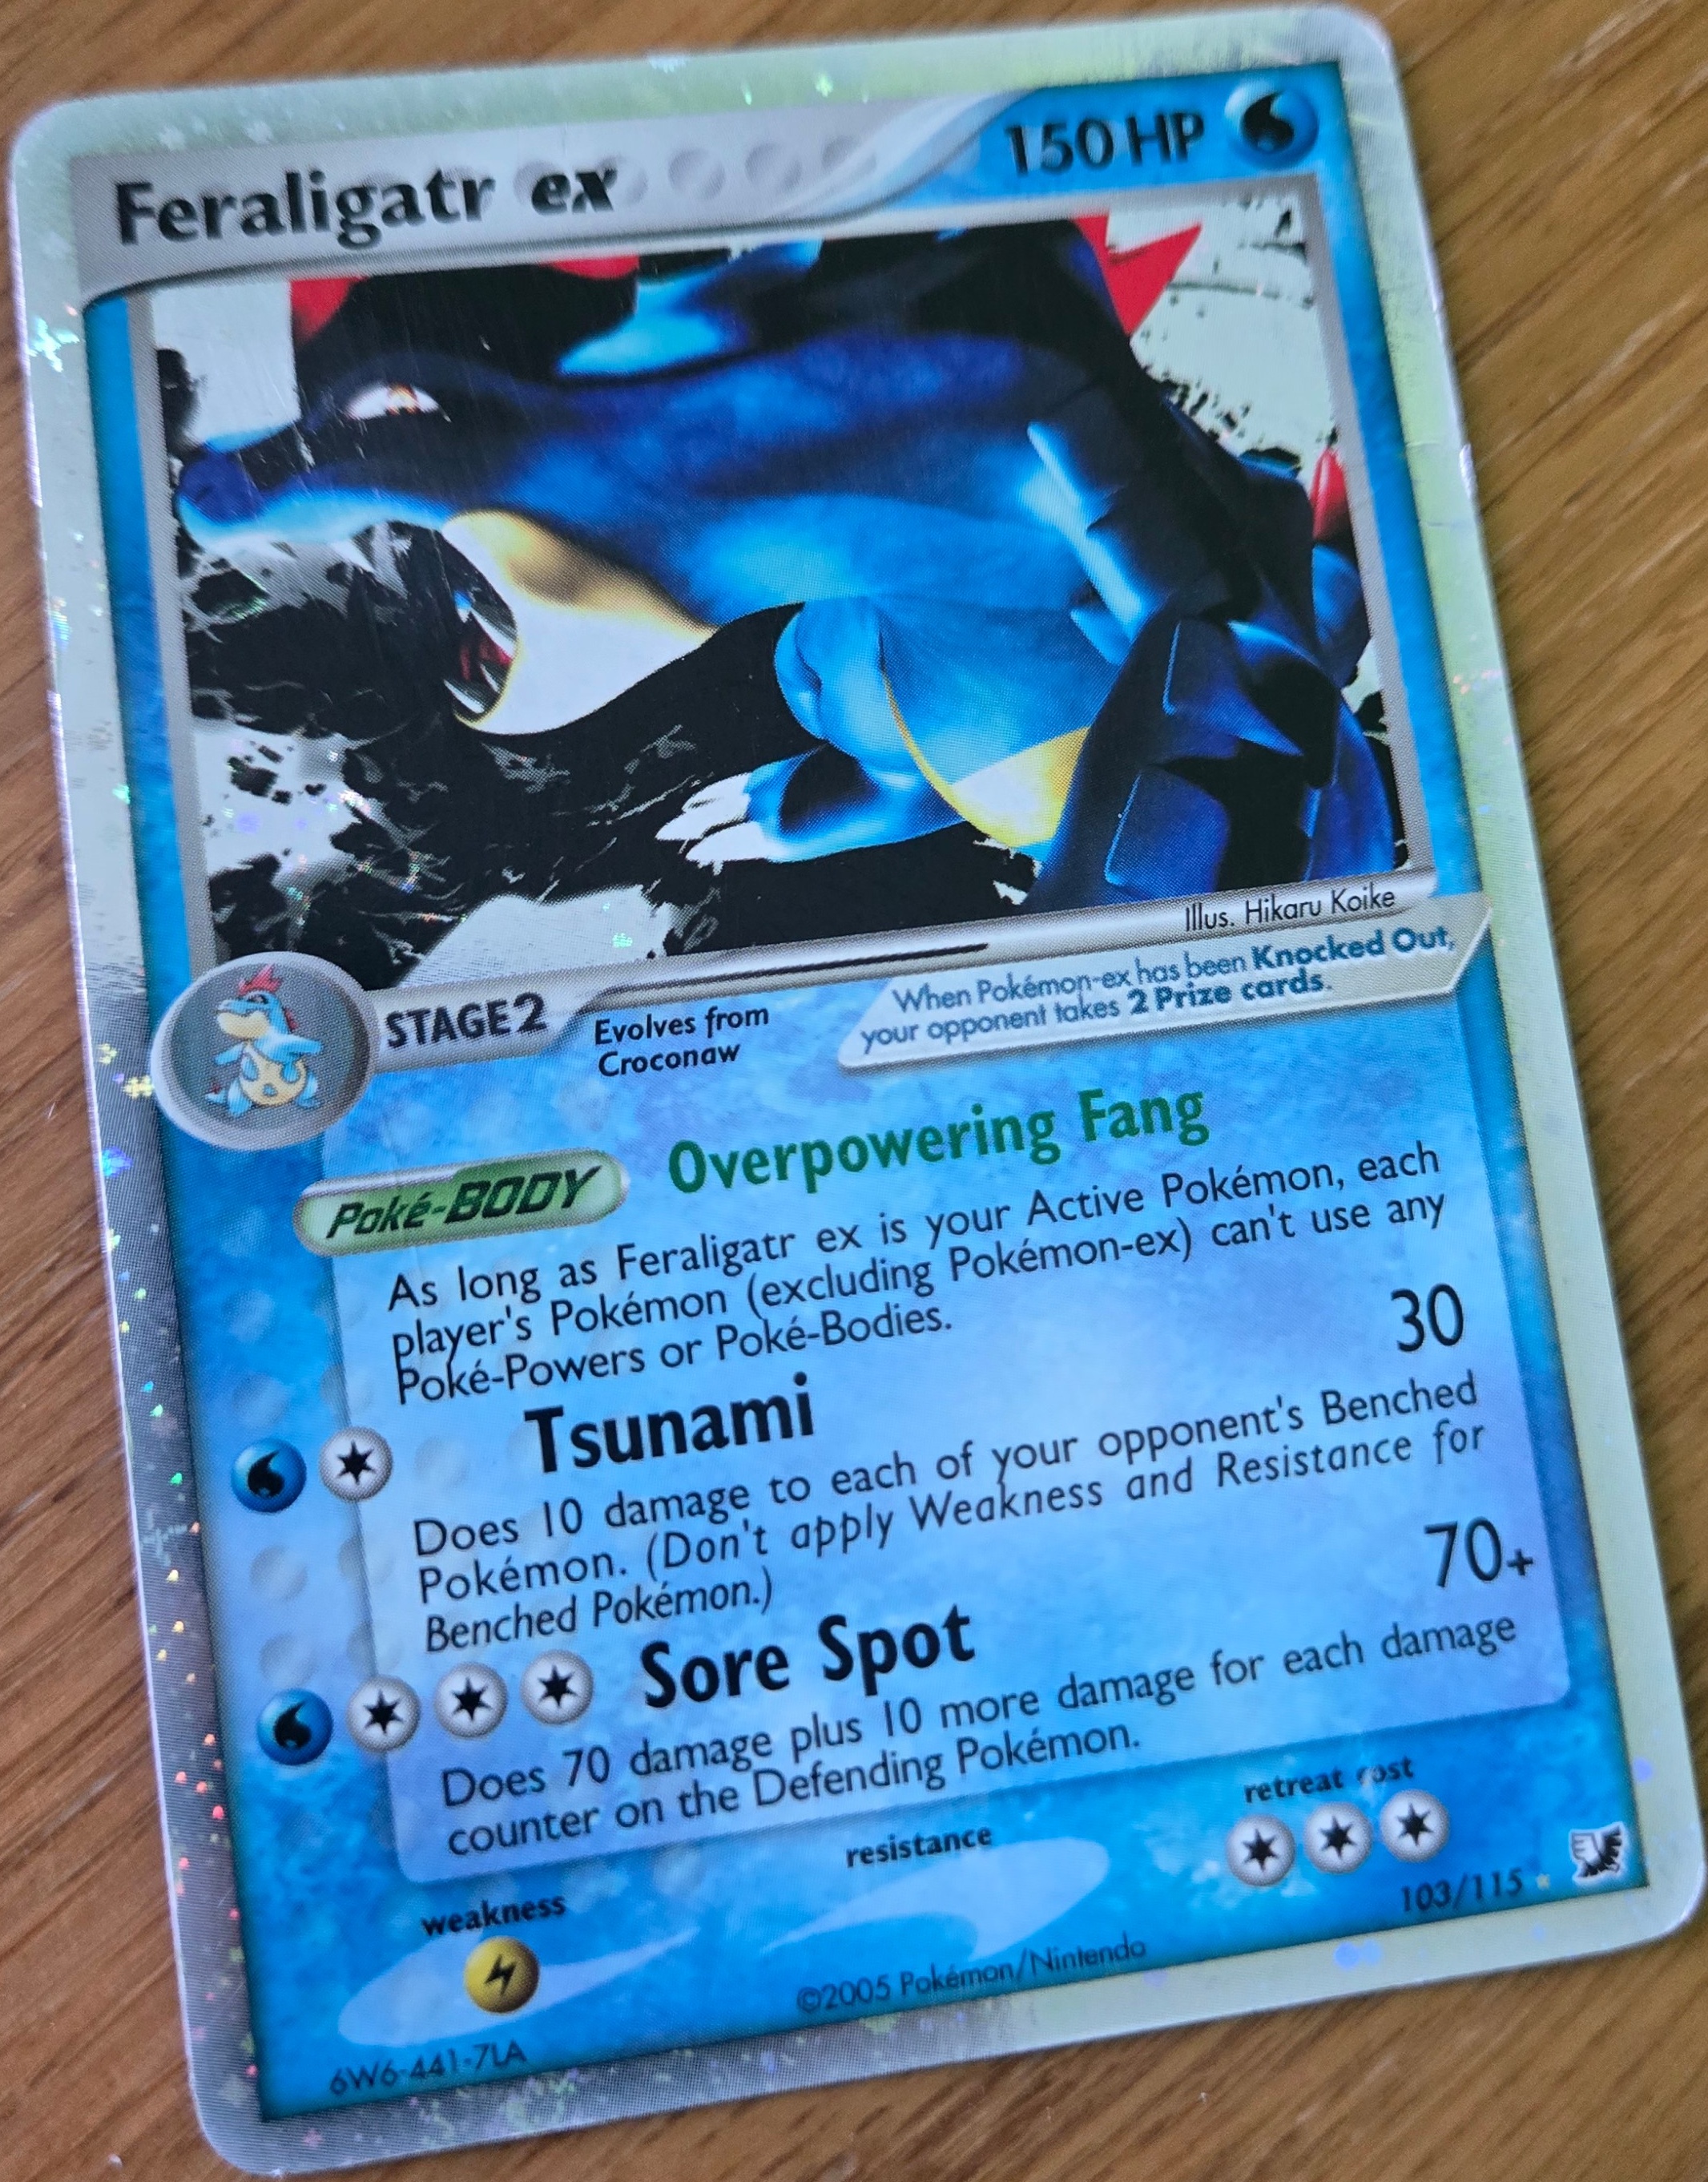 Feraligatr ex
150 HP
Illus. Hikaru Koike
STAGE2
Evolves from
Croconaw
When Pokémon-ex has been Knocked Out,
your opponent takes 2 Prize cards.
Poké-BODY Overpowering Fang
As long as Feraligatr ex is your Active Pokémon, each
player's Pokémon (excluding Pokémon-ex) can't use any
Poké-Powers or Poké-Bodies.
Tsunami 30
Does 10 damage to each of your opponent's Benched
Pokémon. (Don't apply Weakness and Resistance for
Benched Pokémon.)
Sore Spot 70+
Does 70 damage plus 10 more damage for each damage
counter on the Defending Pokémon.
weakness
resistance
retreat cost
103/115
©2005 Pokémon/Nintendo
6W6-441-7LA